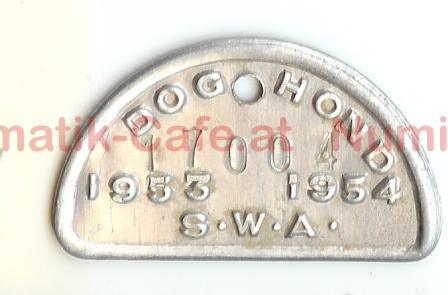 DOG HOND
17004
1953 1954
S·W·A·
matik-Cafe.at Numi